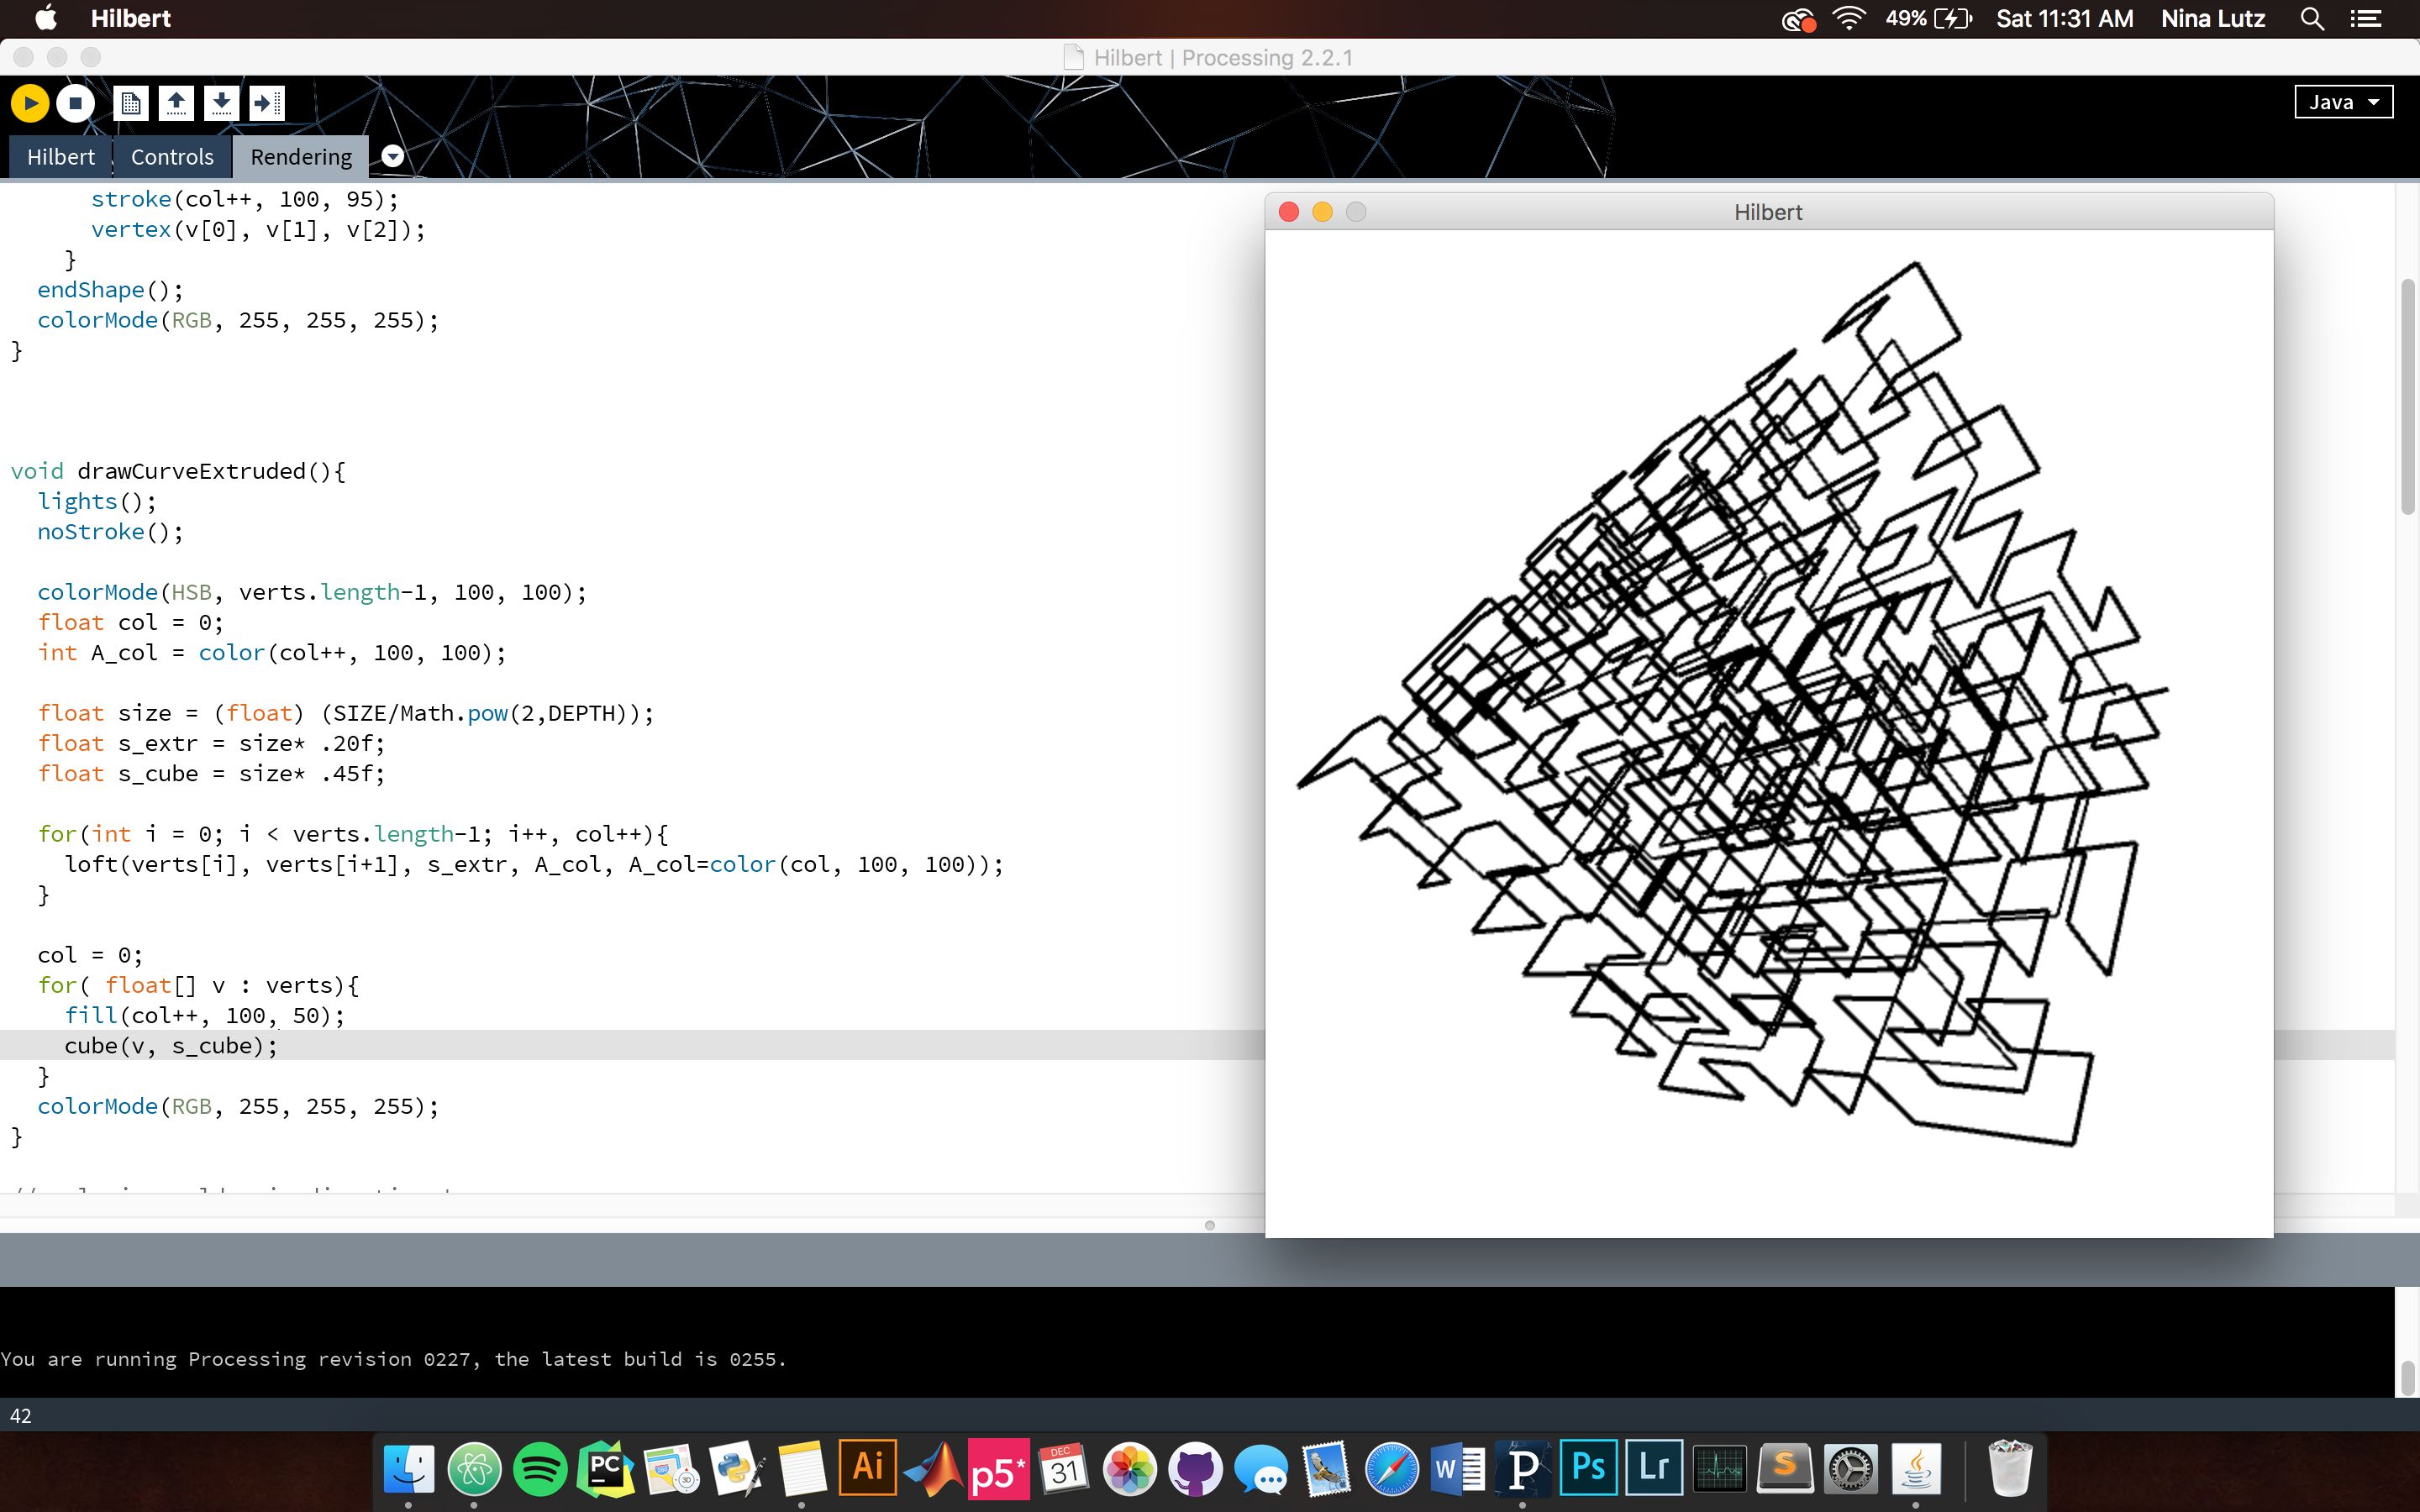 Hilbert
49% Sat 11:31 AM Nina Lutz
Hilbert | Processing 2.2.1
Java
Hilbert Controls Rendering
stroke(col++, 100, 95);
vertex(v[0], v[1], v[2]);
}
endShape();
colorMode(RGB, 255, 255, 255);
}
void drawCurveExtruded(){
lights();
noStroke();
colorMode(HSB, verts.length-1, 100, 100);
float col = 0;
int A_col = color(col++, 100, 100);
float size = (float) (SIZE/Math.pow(2,DEPTH));
float s_extr = size* .20f;
float s_cube = size* .45f;
for(int i = 0; i < verts.length-1; i++, col++){
loft(verts[i], verts[i+1], s_extr, A_col, A_col=color(col, 100, 100));
}
col = 0;
for( float[] v : verts){
fill(col++, 100, 50);
cube(v, s_cube);
}
colorMode(RGB, 255, 255, 255);
}
Hilbert
You are running Processing revision 0227, the latest build is 0255.
42
PC
Ai
p5*
DEC
31
W
P
Ps
Lr
S